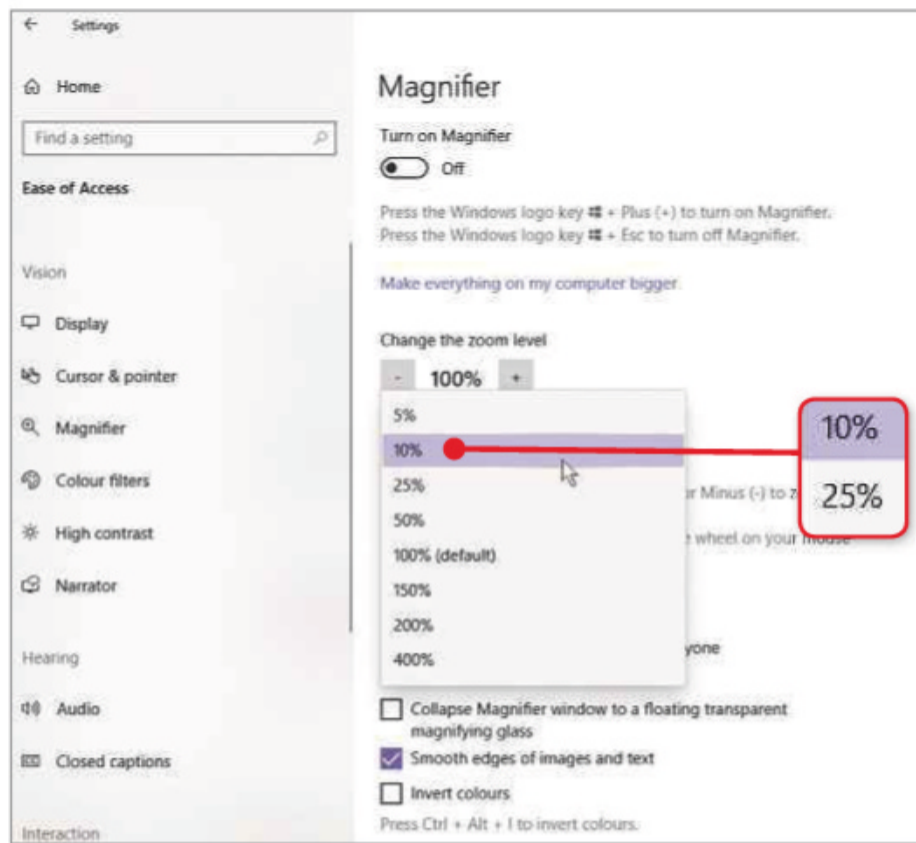 Settings
Home
Find a setting
Ease of Access
Vision
Display
Cursor & pointer
Magnifier
Colour filters
High contrast
Narrator
Hearing
Audio
Closed captions
Interaction
Magnifier
Turn on Magnifier
Off
Press the Windows logo key + Plus (+) to turn on Magnifier.
Press the Windows logo key + Esc to turn off Magnifier.
Make everything on my computer bigger
Change the zoom level
- 100% +
5%
10%
25%
50%
100% (default)
150%
200%
400%
10%
25%
or Minus (-) to
wheel on your mouse
Collapse Magnifier window to a floating transparent
magnifying glass
Smooth edges of images and text
Invert colours
Press Ctrl + Alt + I to invert colours.